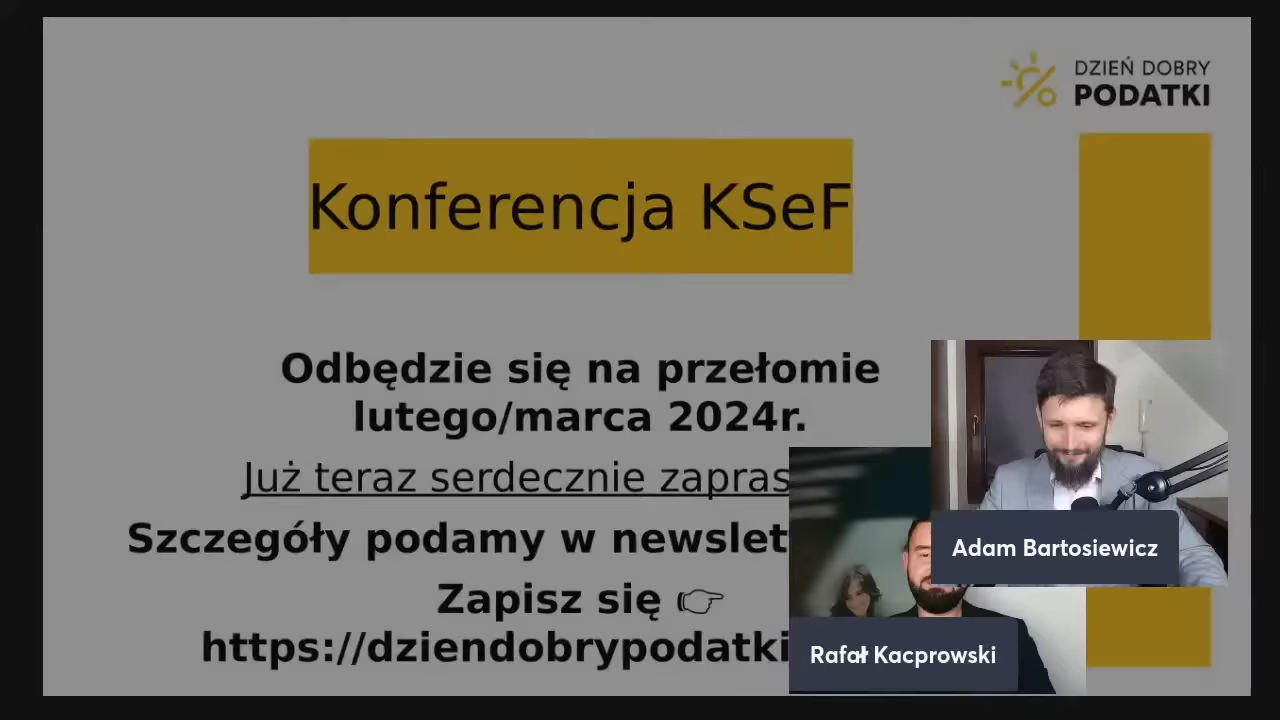 DZIEŃ DOBRY
PODATKI
Konferencja KSeF
Odbędzie się na przełomie
lutego/marca 2024r.
Już teraz serdecznie
Szczegóły podamy w
Zapisz się 👉
Adam Bartosiewicz
Rafał Kacprowski